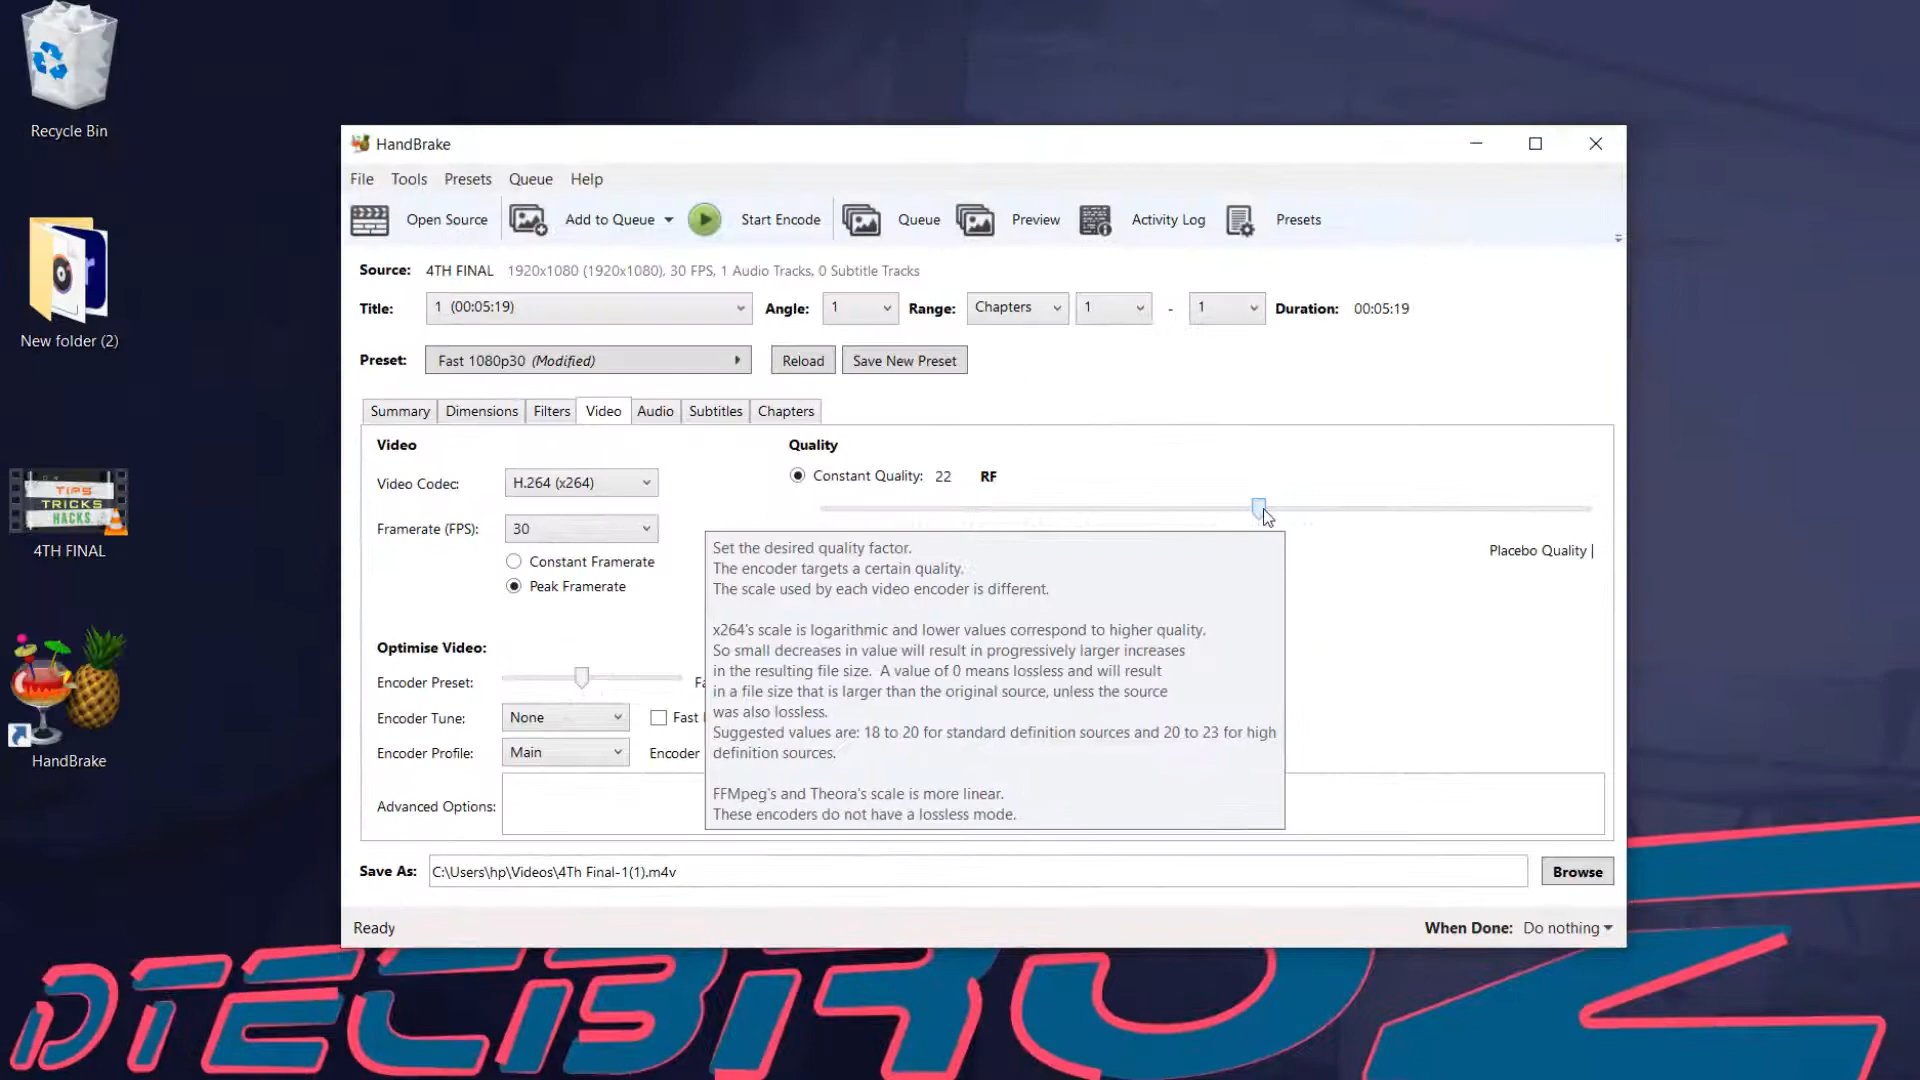 Recycle Bin
New folder (2)
TIPS
TRICKS
HACKS
4TH FINAL
HandBrake
HandBrake
File Tools Presets Queue Help
Open Source Add to Queue Start Encode Queue Preview Activity Log Presets
Source: 4TH FINAL 1920x1080 (1920x1080), 30 FPS, 1 Audio Tracks, 0 Subtitle Tracks
Title: 1 (00:05:19) Angle: 1 Range: Chapters 1 - 1 Duration: 00:05:19
Preset: Fast 1080p30 (Modified) Reload Save New Preset
Summary Dimensions Filters Video Audio Subtitles Chapters
Video Quality
Constant Quality: 22 RF
Video Codec: H.264 (x264)
Framerate (FPS): 30
Placebo Quality |
Constant Framerate
Peak Framerate
Optimise Video:
Encoder Preset: Fa
Encoder Tune: None Fast
Encoder Profile: Main Encoder
Advanced Options:
Set the desired quality factor.
The encoder targets a certain quality.
The scale used by each video encoder is different.
x264's scale is logarithmic and lower values correspond to higher quality.
So small decreases in value will result in progressively larger increases
in the resulting file size. A value of 0 means lossless and will result
in a file size that is larger than the original source, unless the source
was also lossless.
Suggested values are: 18 to 20 for standard definition sources and 20 to 23 for high
definition sources.
FFMpeg's and Theora's scale is more linear.
These encoders do not have a lossless mode.
Save As: C:\Users\hp\Videos\4Th Final-1(1).m4v Browse
Ready When Done: Do nothing
DTECBROZ